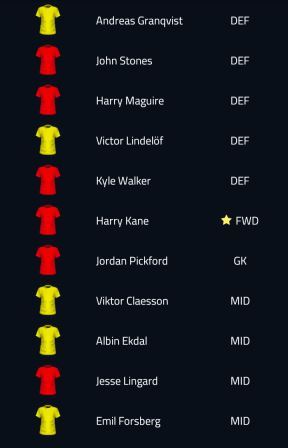 Andreas Granqvist DEF
John Stones DEF
Harry Maguire DEF
Victor Lindelöf DEF
Kyle Walker DEF
Harry Kane FWD
Jordan Pickford GK
Viktor Claesson MID
Albin Ekdal MID
Jesse Lingard MID
Emil Forsberg MID